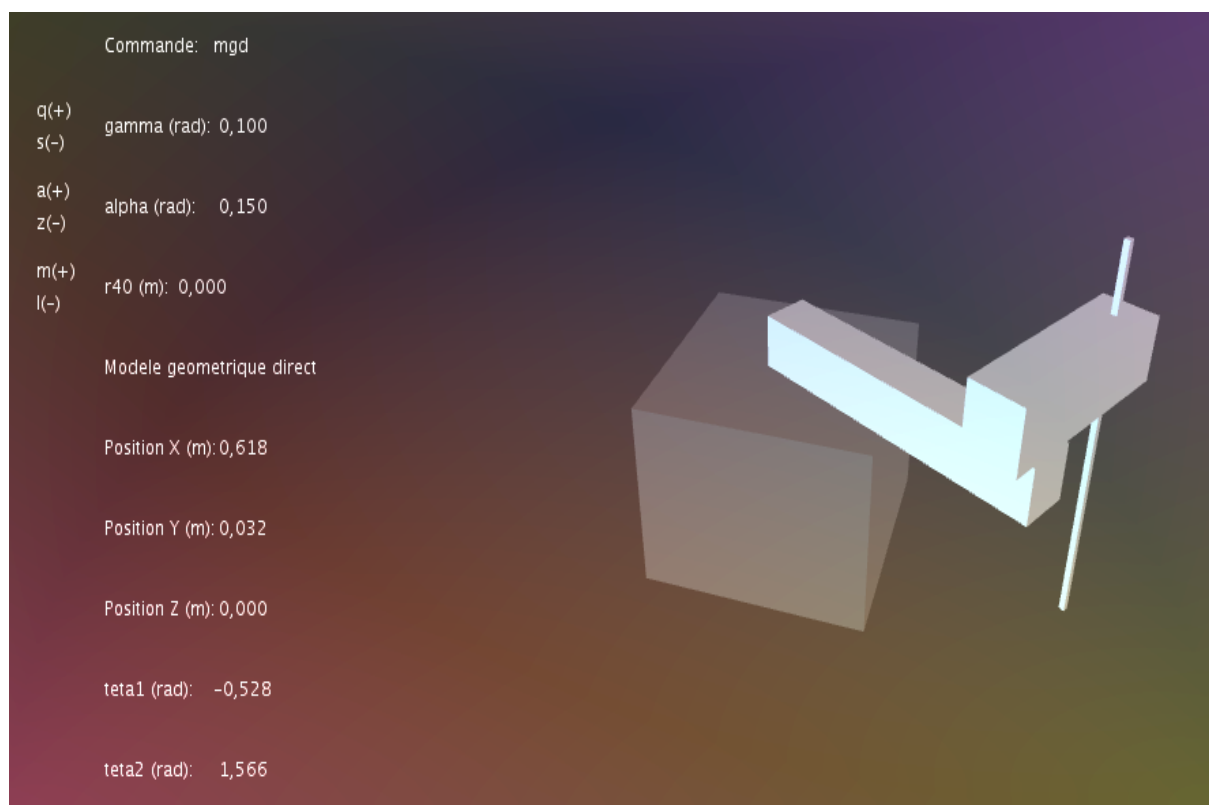 Commande: mgd
q(+)
s(–)
gamma (rad): 0,100
a(+)
z(–)
alpha (rad): 0,150
m(+)
l(–)
r40 (m): 0,000
Modele geometrique direct
Position X (m): 0,618
Position Y (m): 0,032
Position Z (m): 0,000
teta1 (rad): –0,528
teta2 (rad): 1,566